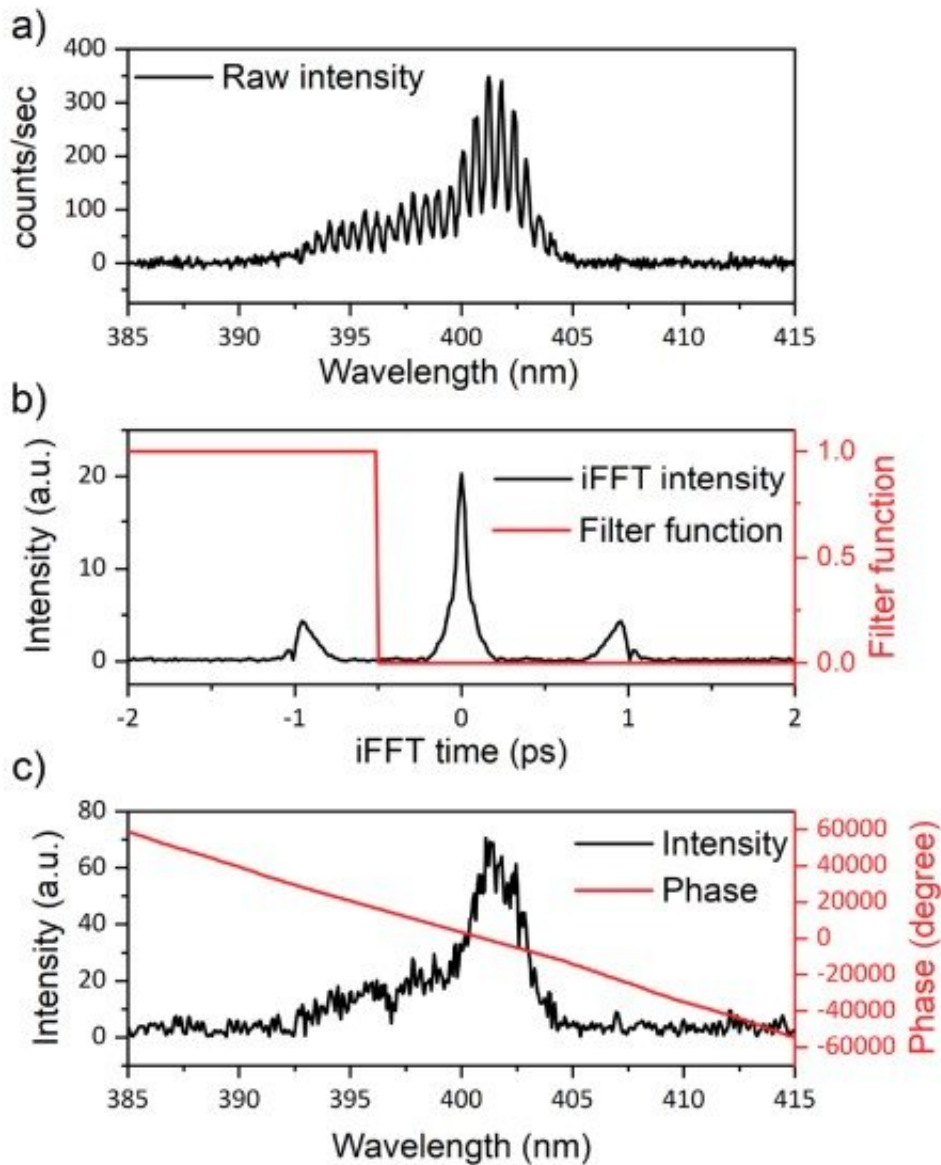 a)
400
300
200
100
0
counts/sec
Raw intensity
385 390 395 400 405 410 415
Wavelength (nm)
b)
20
10
0
Intensity (a.u.)
iFFT intensity
Filter function
1.0
0.5
0.0
Filter function
-2 -1 0 1 2
iFFT time (ps)
c)
80
60
40
20
0
Intensity (a.u.)
Intensity
Phase
60000
40000
20000
0
-20000
-40000
-60000
Phase (degree)
385 390 395 400 405 410 415
Wavelength (nm)